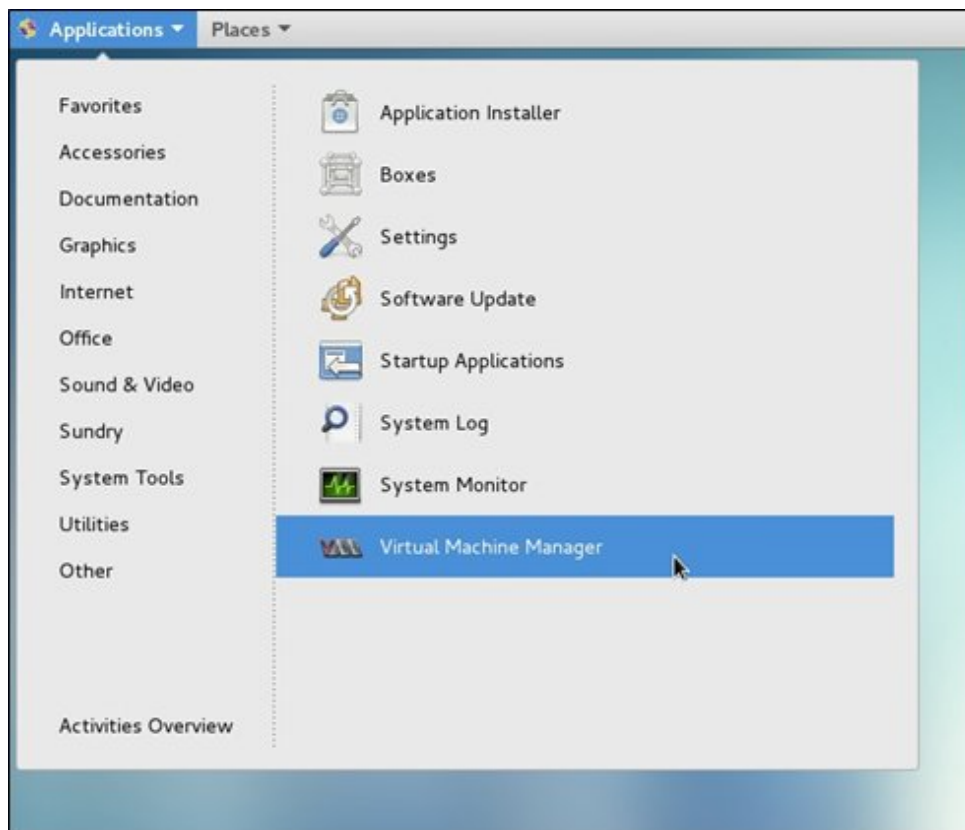 Applications Places
Favorites
Accessories
Documentation
Graphics
Internet
Office
Sound & Video
Sundry
System Tools
Utilities
Other
Activities Overview
Application Installer
Boxes
Settings
Software Update
Startup Applications
System Log
System Monitor
Virtual Machine Manager